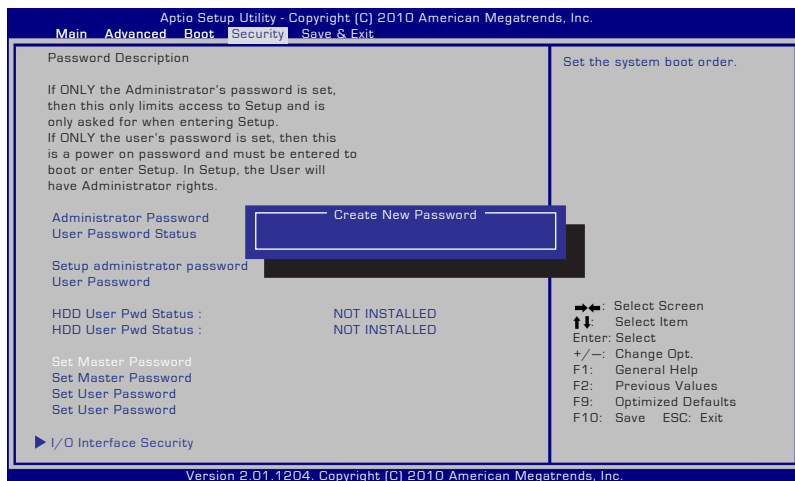 Aptio Setup Utility - Copyright (C) 2010 American Megatrends, Inc.
Main Advanced Boot Security Save & Exit
Password Description
If ONLY the Administrator's password is set,
then this only limits access to Setup and is
only asked for when entering Setup.
If ONLY the user's password is set, then this
is a power on password and must be entered to
boot or enter Setup. In Setup, the User will
have Administrator rights.
Administrator Password
User Password Status
Create New Password
Setup administrator password
User Password
HDD User Pwd Status : NOT INSTALLED
HDD User Pwd Status : NOT INSTALLED
Set Master Password
Set Master Password
Set User Password
Set User Password
I/O Interface Security
Set the system boot order.
→←: Select Screen
↑↓: Select Item
Enter: Select
+/—: Change Opt.
F1: General Help
F2: Previous Values
F9: Optimized Defaults
F10: Save ESC: Exit
Version 2.01.1204. Copyright (C) 2010 American Megatrends, Inc.